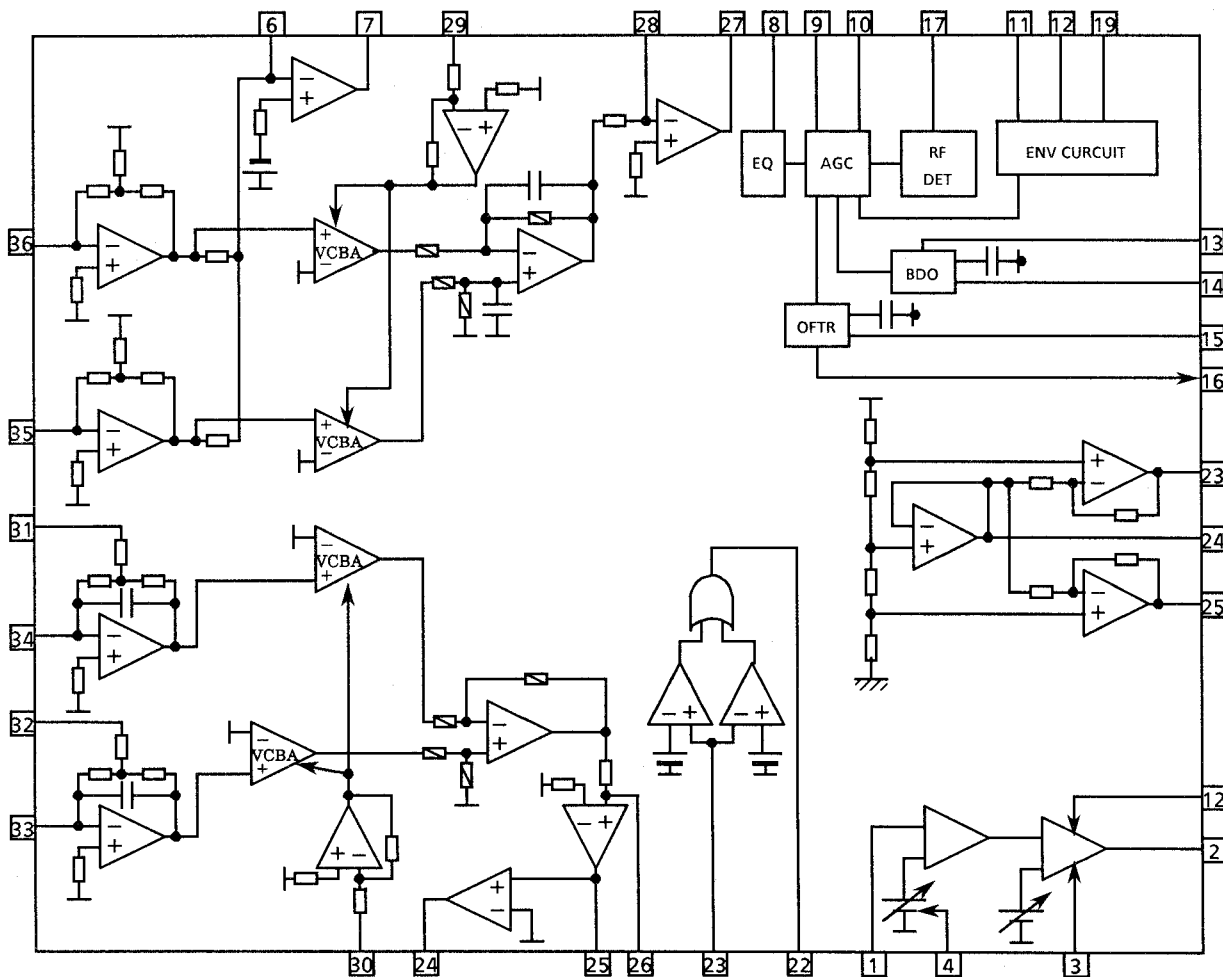 6 7 29 28 27 8 9 10 17 11 12 19
− +
− +
− +
EQ AGC RF DET ENV CURCUIT
36 − +
+ VCBA −
− +
13
BDO
14
OFTR
15
16
35 − +
+ VCBA −
+ −
23
− +
24
− +
25
31
− VCBA +
34 − +
32
− VCBA +
− +
− + − +
33 − +
+ −
− +
+ −
12
2
30 24 25 26 23 22 1 4 3